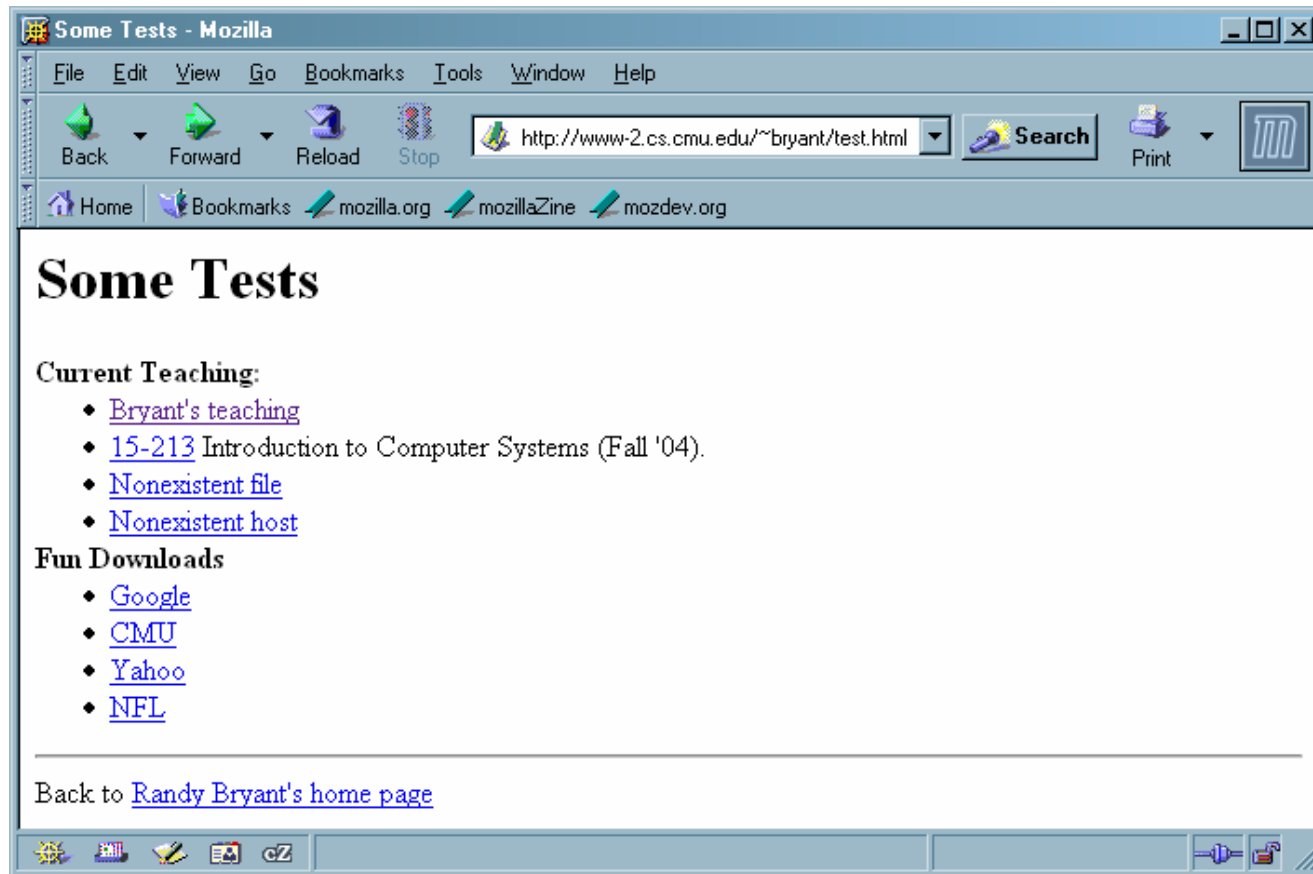 Some Tests - Mozilla
File Edit View Go Bookmarks Tools Window Help
Back Forward Reload Stop http://www-2.cs.cmu.edu/~bryant/test.html Search Print
Home Bookmarks mozilla.org mozillaZine mozdev.org
Some Tests
Current Teaching:
• Bryant's teaching
• 15-213 Introduction to Computer Systems (Fall '04).
• Nonexistent file
• Nonexistent host
Fun Downloads
• Google
• CMU
• Yahoo
• NFL
Back to Randy Bryant's home page
cZ